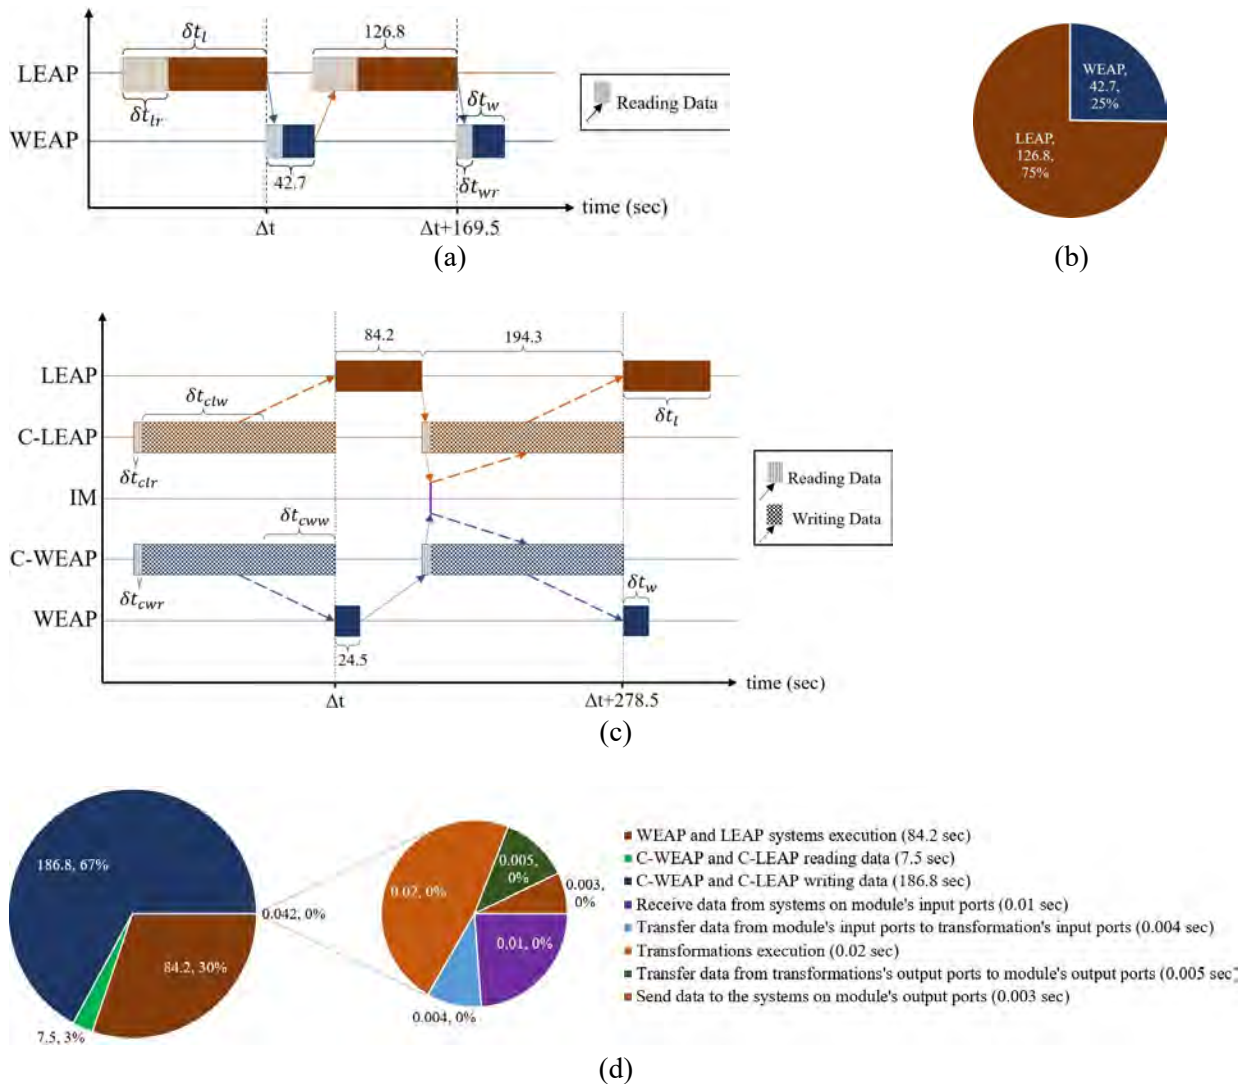 δtₗ
126.8
LEAP
δtₗᵣ
δt_w
Reading Data
WEAP
42.7
δt_wr
time (sec)
Δt
Δt+169.5
(a)
WEAP,
42.7,
25%
LEAP,
126.8,
75%
(b)
84.2
194.3
LEAP
δt_clw
δt_l
C-LEAP
δt_clr
IM
Reading Data
Writing Data
δt_cww
C-WEAP
δt_cwr
δt_w
WEAP
24.5
time (sec)
Δt
Δt+278.5
(c)
186.8, 67%
84.2, 30%
7.5, 3%
0.042, 0%
0.02, 0%
0.005,
0%
0.003,
0%
0.01, 0%
0.004, 0%
WEAP and LEAP systems execution (84.2 sec)
C-WEAP and C-LEAP reading data (7.5 sec)
C-WEAP and C-LEAP writing data (186.8 sec)
Receive data from systems on module's input ports (0.01 sec)
Transfer data from module's input ports to transformation's input ports (0.004 sec)
Transformations execution (0.02 sec)
Transfer data from transformations's output ports to module's output ports (0.005 sec)
Send data to the systems on module's output ports (0.003 sec)
(d)